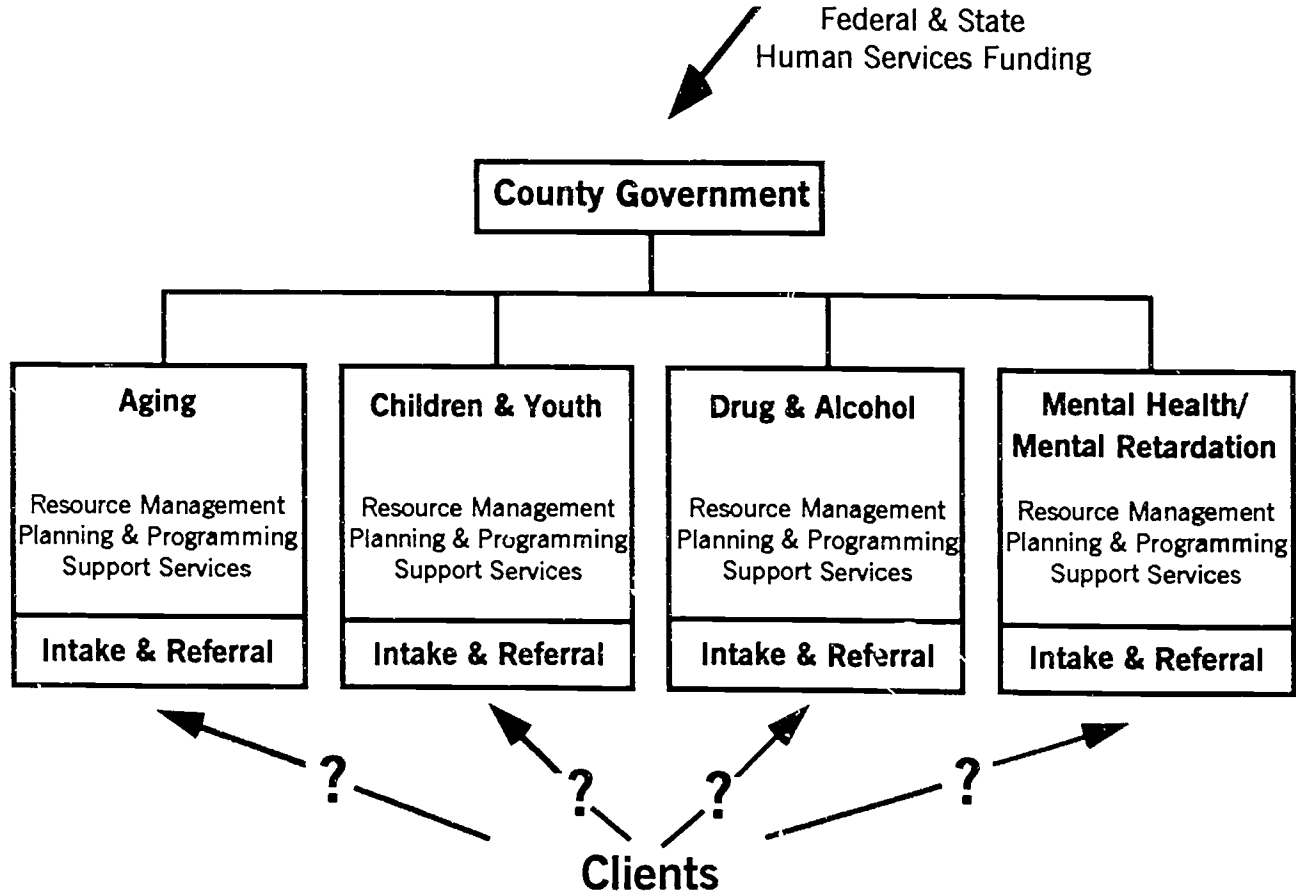 Federal & State
Human Services Funding
County Government
Aging
Resource Management
Planning & Programming
Support Services
Intake & Referral
Children & Youth
Resource Management
Planning & Programming
Support Services
Intake & Referral
Drug & Alcohol
Resource Management
Planning & Programming
Support Services
Intake & Referral
Mental Health/
Mental Retardation
Resource Management
Planning & Programming
Support Services
Intake & Referral
?
?
?
?
Clients